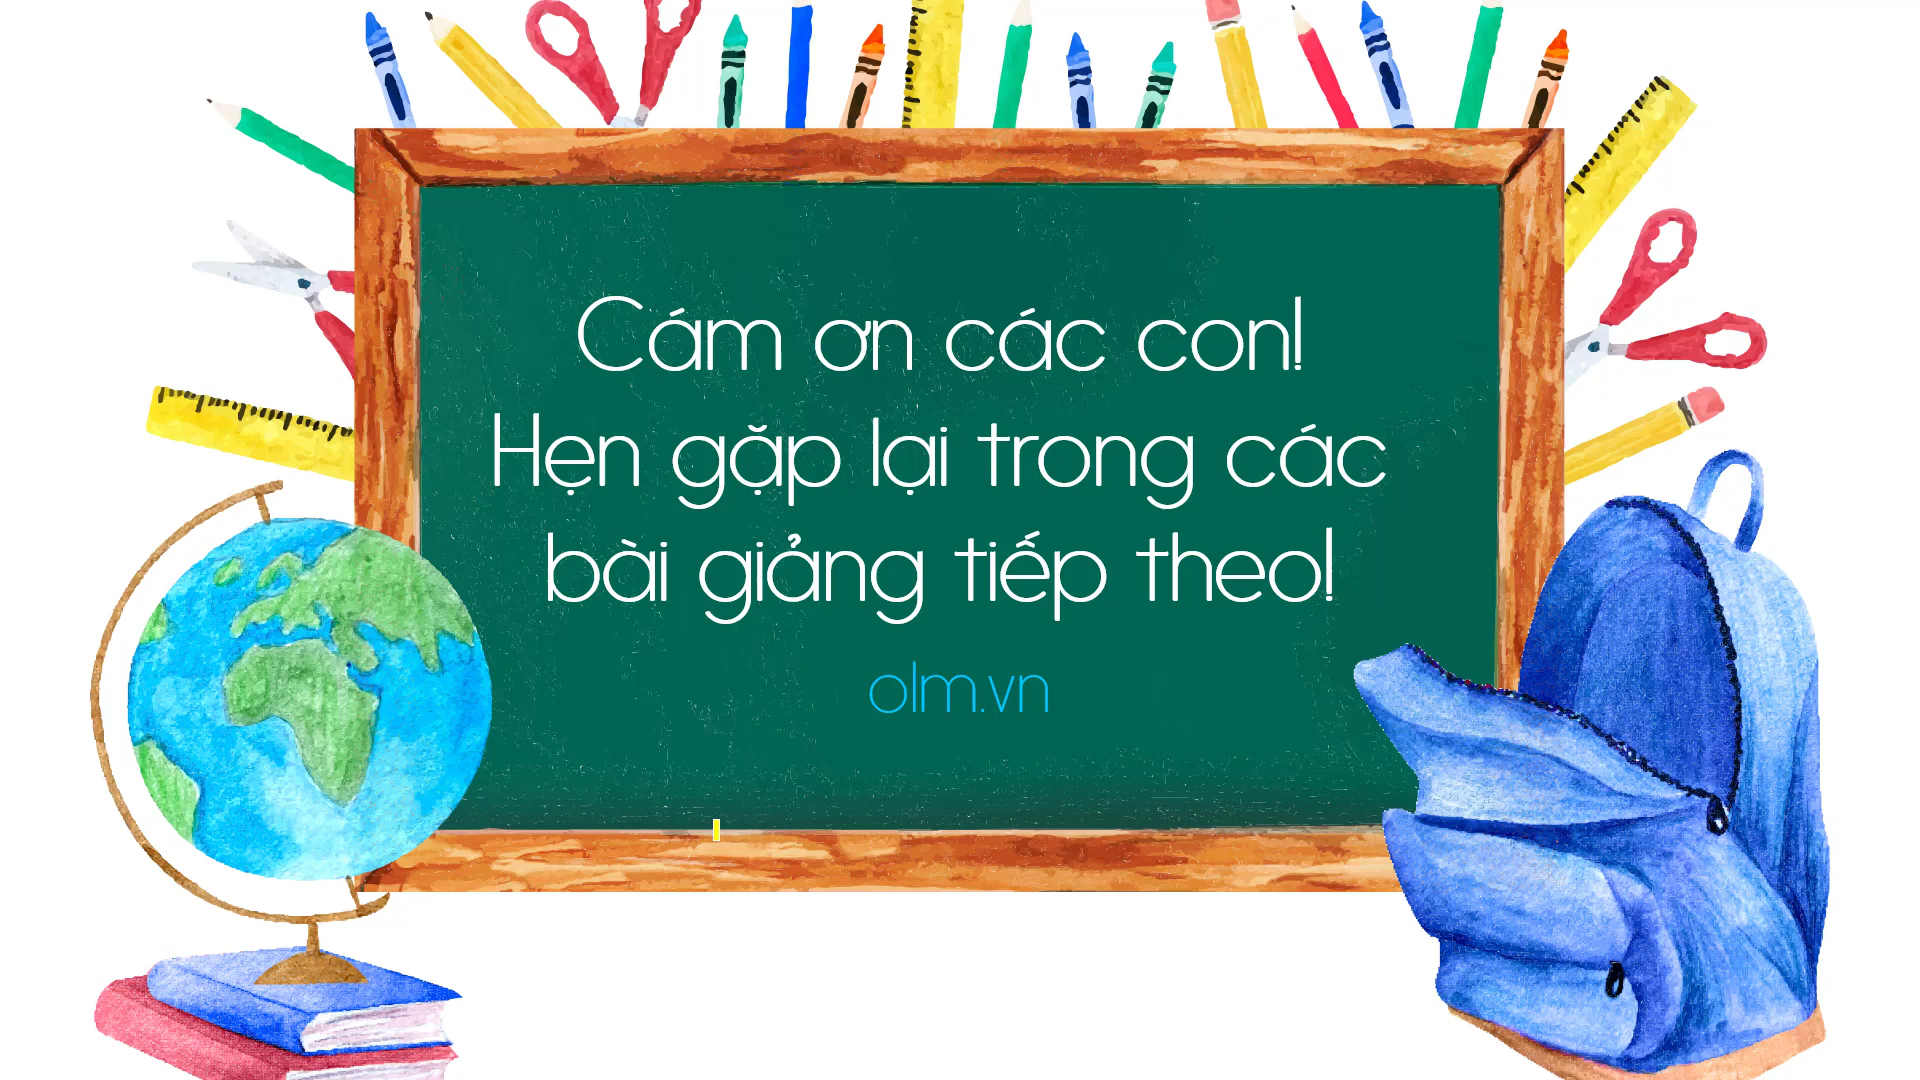 Cám ơn các con!
Hẹn gặp lại trong các
bài giảng tiếp theo!
olm.vn